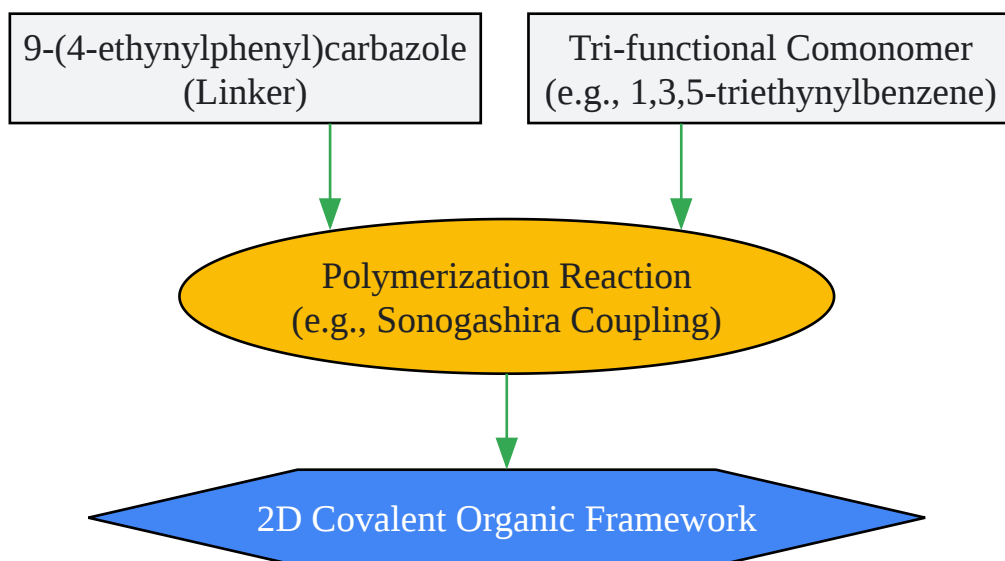 9-(4-ethynylphenyl)carbazole
(Linker)
Tri-functional Comonomer
(e.g., 1,3,5-triethynylbenzene)
Polymerization Reaction
(e.g., Sonogashira Coupling)
2D Covalent Organic Framework